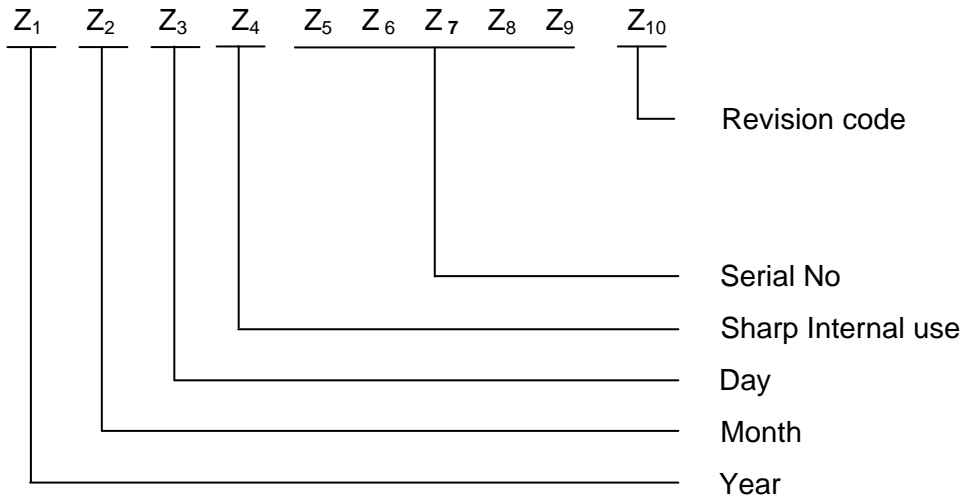 Z₁ Z₂ Z₃ Z₄ Z₅ Z₆ Z₇ Z₈ Z₉ Z₁₀
Revision code
Serial No
Sharp Internal use
Day
Month
Year